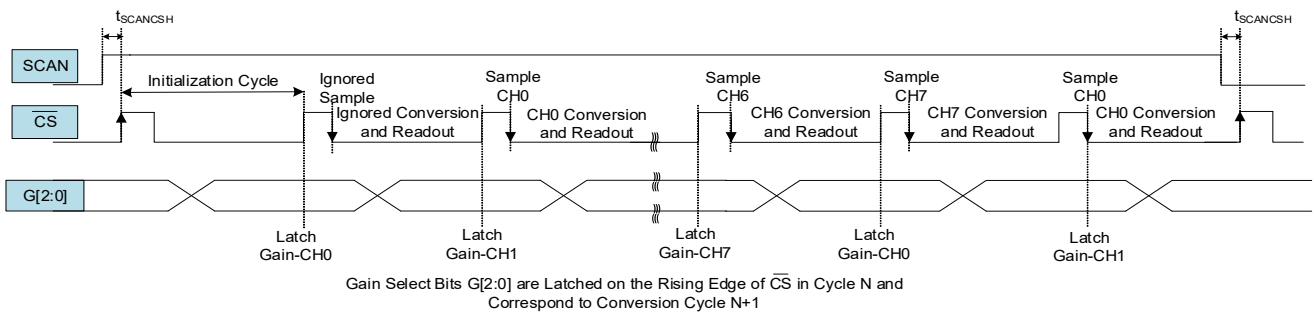 tSCANCSH
tSCANCSH
SCAN
Initialization Cycle
Ignored
Sample
Sample
CH0
Sample
CH6
Sample
CH7
Sample
CH0
CS
Ignored Conversion
and Readout
CH0 Conversion
and Readout
CH6 Conversion
and Readout
CH7 Conversion
and Readout
CH0 Conversion
and Readout
G[2:0]
Latch
Gain-CH0
Latch
Gain-CH1
Latch
Gain-CH7
Latch
Gain-CH0
Latch
Gain-CH1
Gain Select Bits G[2:0] are Latched on the Rising Edge of CS in Cycle N and
Correspond to Conversion Cycle N+1